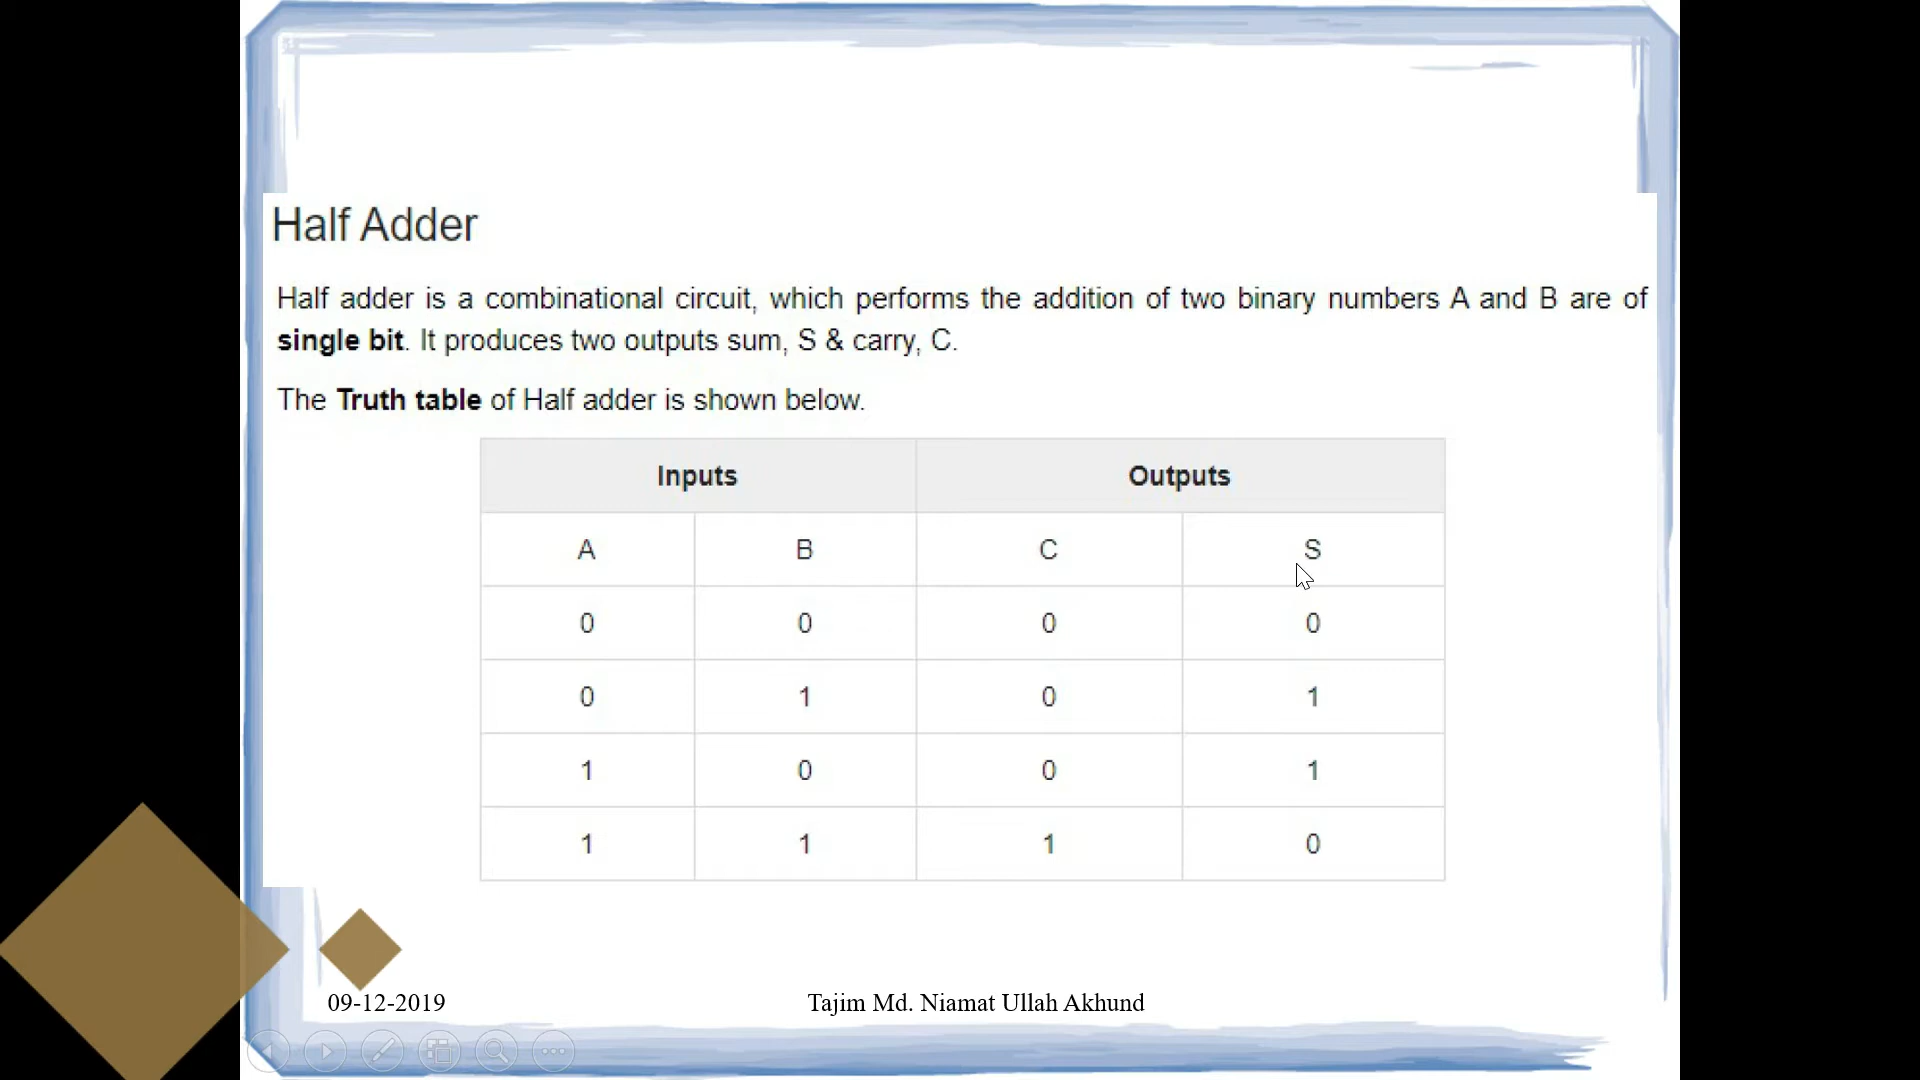 Half Adder
Half adder is a combinational circuit, which performs the addition of two binary numbers A and B are of
single bit. It produces two outputs sum, S & carry, C.
The Truth table of Half adder is shown below.
Inputs Outputs
A B C S
0 0 0 0
0 1 0 1
1 0 0 1
1 1 1 0
09-12-2019 Tajim Md. Niamat Ullah Akhund